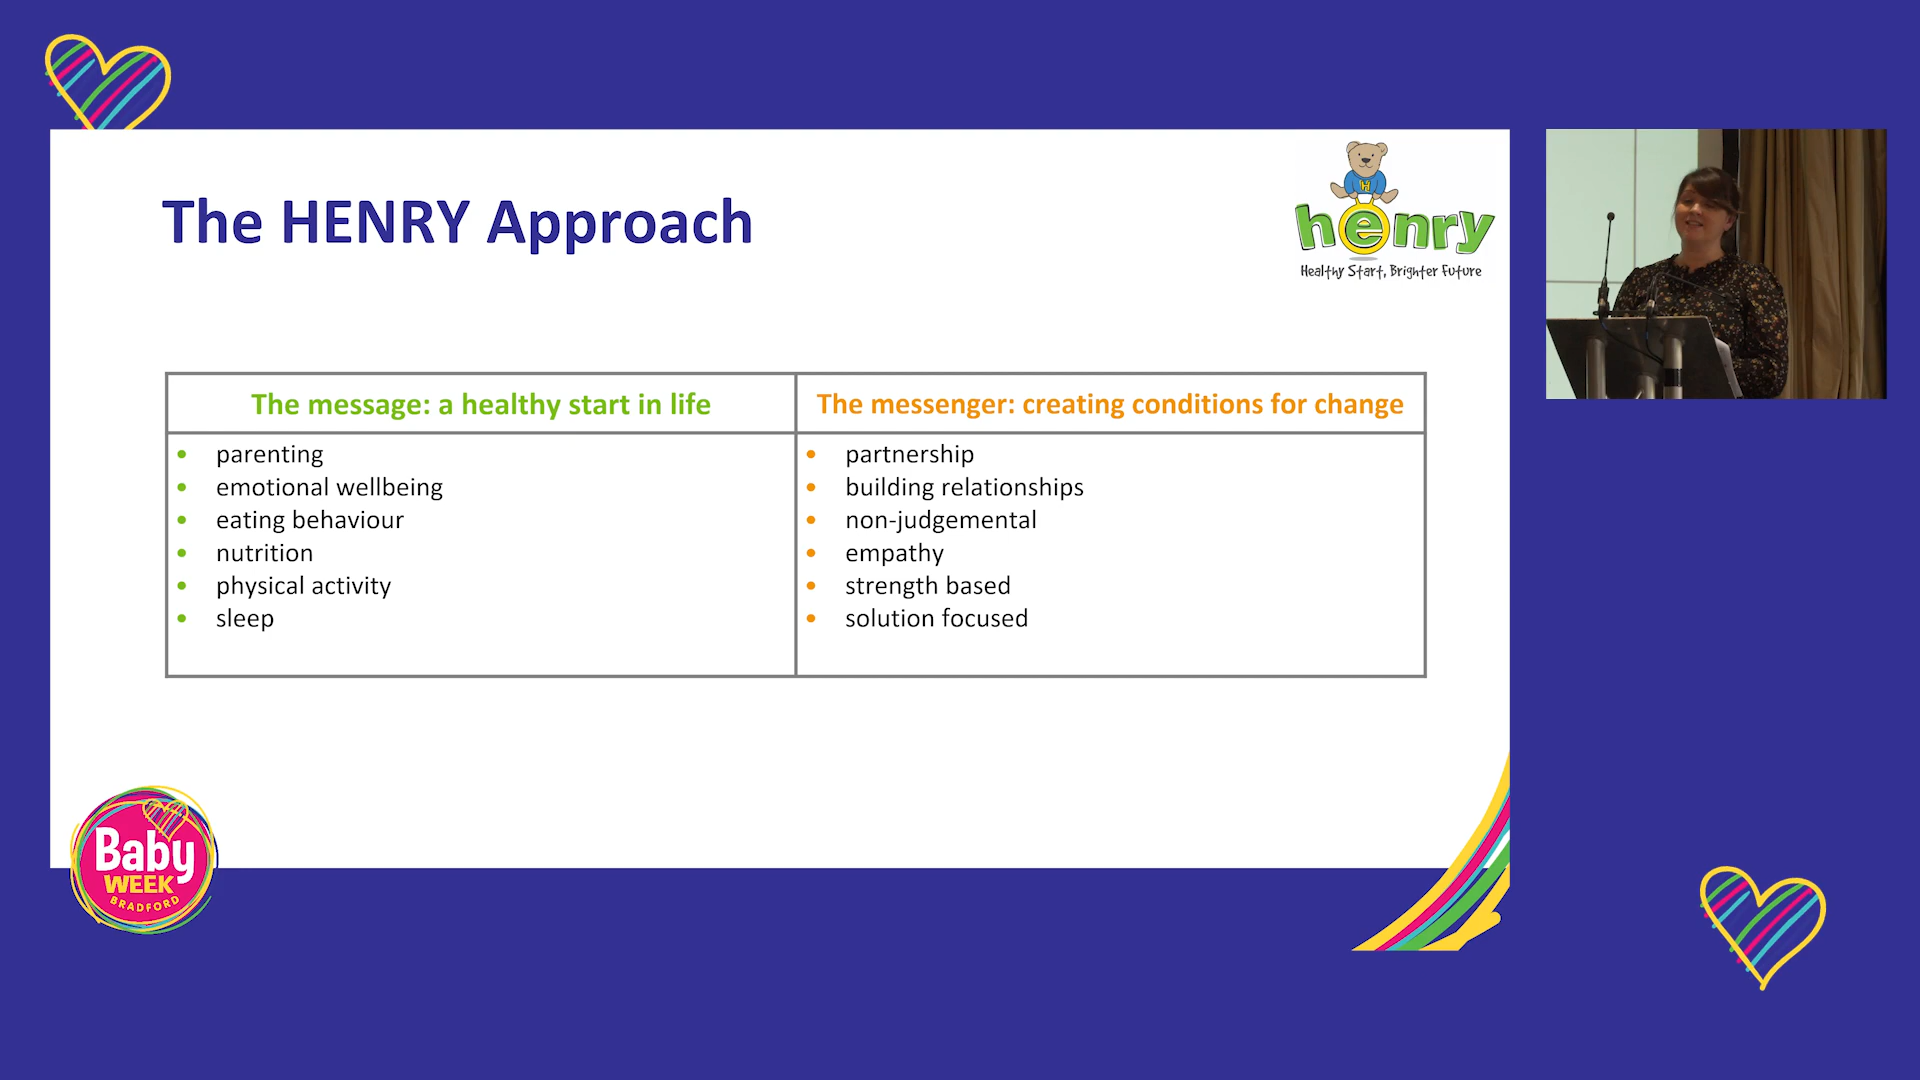 The HENRY Approach
henry
Healthy Start, Brighter Future
The message: a healthy start in life
• parenting
• emotional wellbeing
• eating behaviour
• nutrition
• physical activity
• sleep
The messenger: creating conditions for change
• partnership
• building relationships
• non-judgemental
• empathy
• strength based
• solution focused
Baby
WEEK
BRADFORD